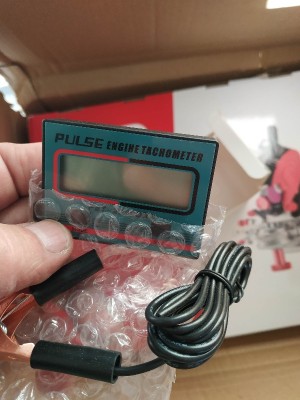 PULSE ENGINE TACHOMETER